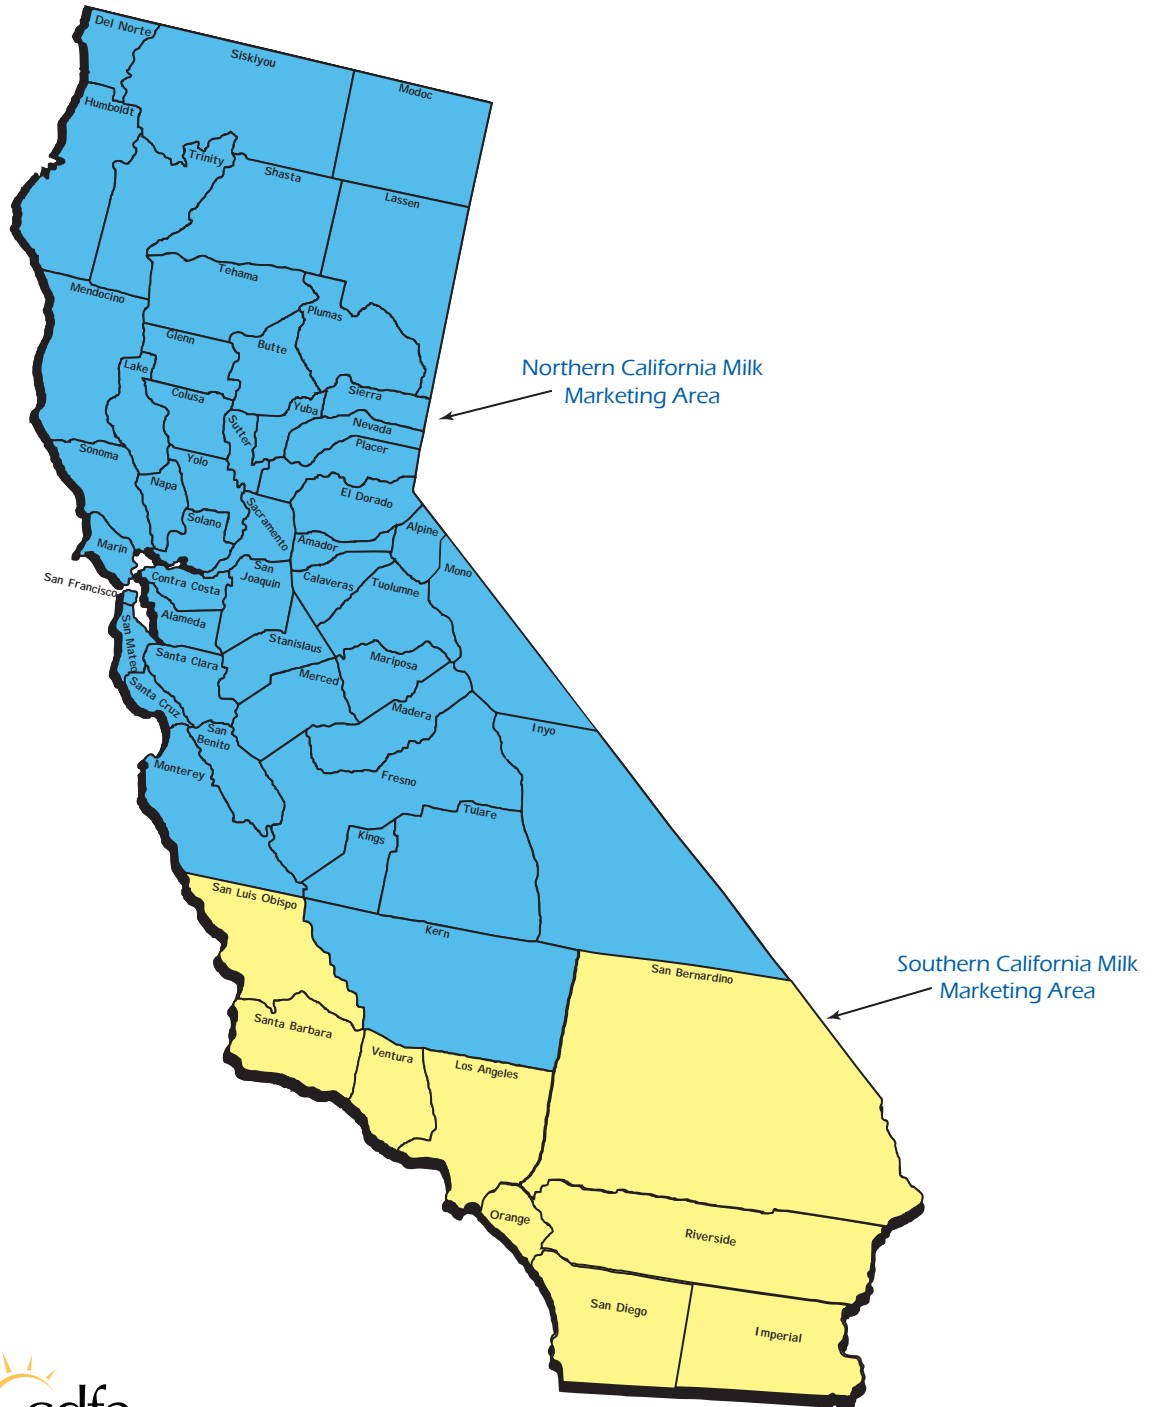 Del Norte
Siskiyou
Modoc
Humboldt
Trinity
Shasta
Lassen
Tehama
Mendocino
Plumas
Glenn
Butte
Lake
Northern California Milk
Marketing Area
Colusa
Sierra
Yuba
Sutter
Nevada
Placer
Sonoma
Yolo
Napa
El Dorado
Solano
Sacramento
Alpine
Marin
Amador
San
Joaquin
Mono
San Francisco
Contra Costa
Calaveras
Tuolumne
Alameda
San Mateo
Stanislaus
Santa Clara
Mariposa
Merced
Santa Cruz
Madera
San
Benito
Inyo
Monterey
Fresno
Tulare
Kings
San Luis Obispo
Kern
San Bernardino
Southern California Milk
Marketing Area
Santa Barbara
Ventura
Los Angeles
Orange
Riverside
San Diego
Imperial
cdfa